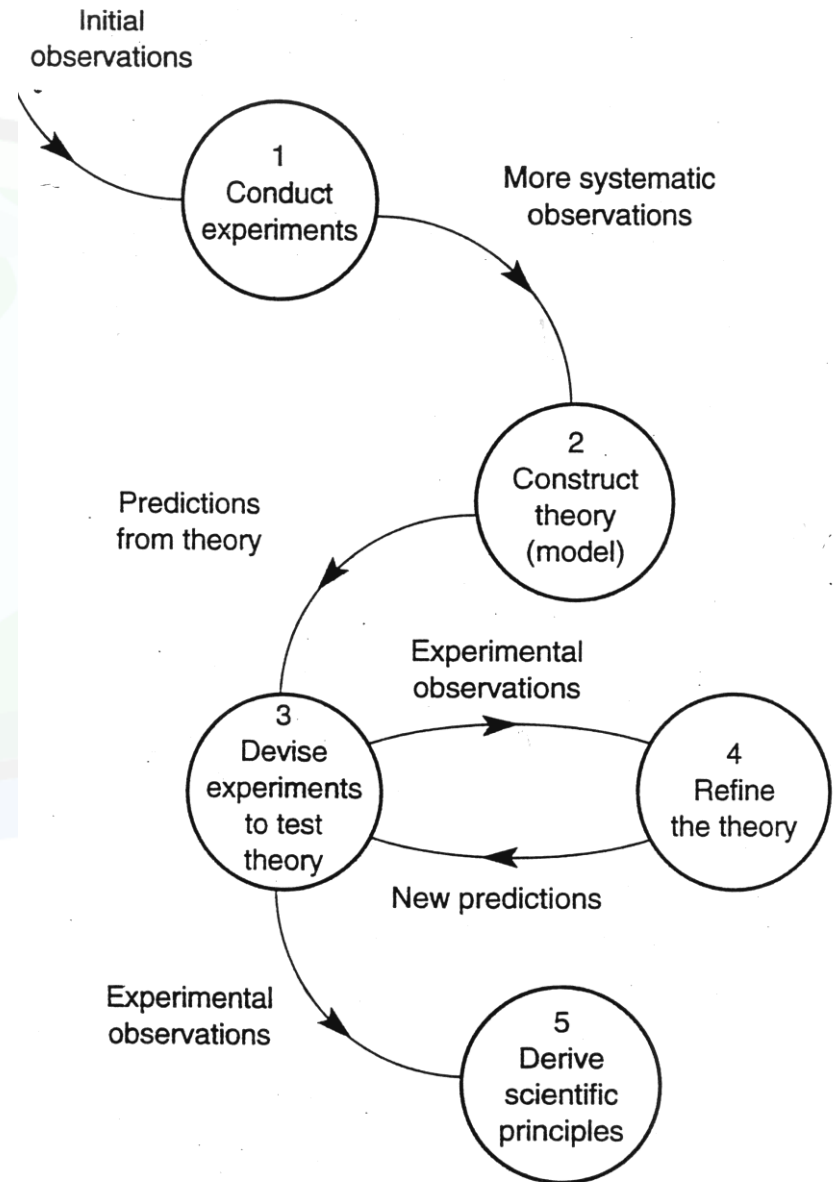 Initial
observations
1
Conduct
experiments
More systematic
observations
2
Construct
theory
(model)
Predictions
from theory
Experimental
observations
3
Devise
experiments
to test
theory
4
Refine
the theory
New predictions
Experimental
observations
5
Derive
scientific
principles